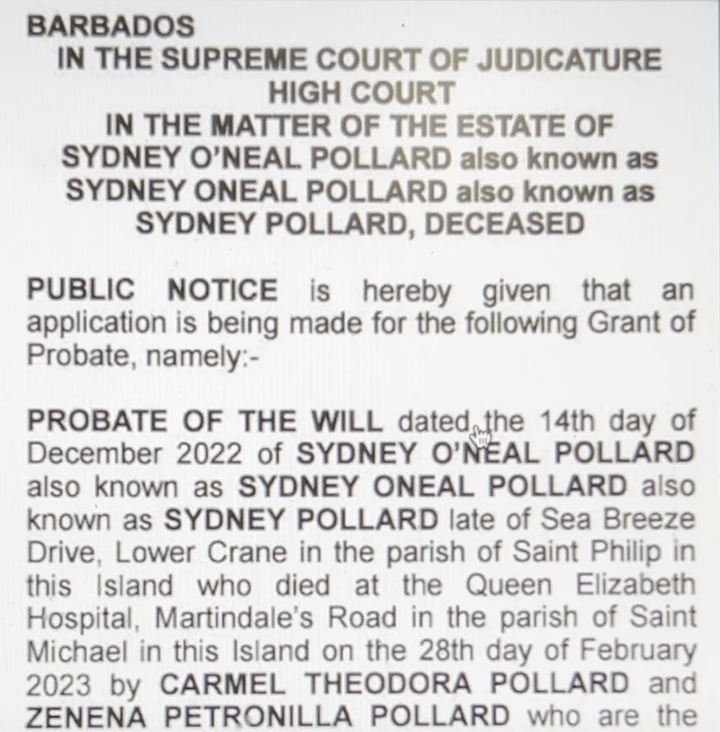 BARBADOS
IN THE SUPREME COURT OF JUDICATURE
HIGH COURT
IN THE MATTER OF THE ESTATE OF
SYDNEY O'NEAL POLLARD also known as
SYDNEY ONEAL POLLARD also known as
SYDNEY POLLARD, DECEASED
PUBLIC NOTICE is hereby given that an
application is being made for the following Grant of
Probate, namely:-
PROBATE OF THE WILL dated the 14th day of
December 2022 of SYDNEY O'NEAL POLLARD
also known as SYDNEY ONEAL POLLARD also
known as SYDNEY POLLARD late of Sea Breeze
Drive, Lower Crane in the parish of Saint Philip in
this Island who died at the Queen Elizabeth
Hospital, Martindale's Road in the parish of Saint
Michael in this Island on the 28th day of February
2023 by CARMEL THEODORA POLLARD and
ZENENA PETRONILLA POLLARD who are the